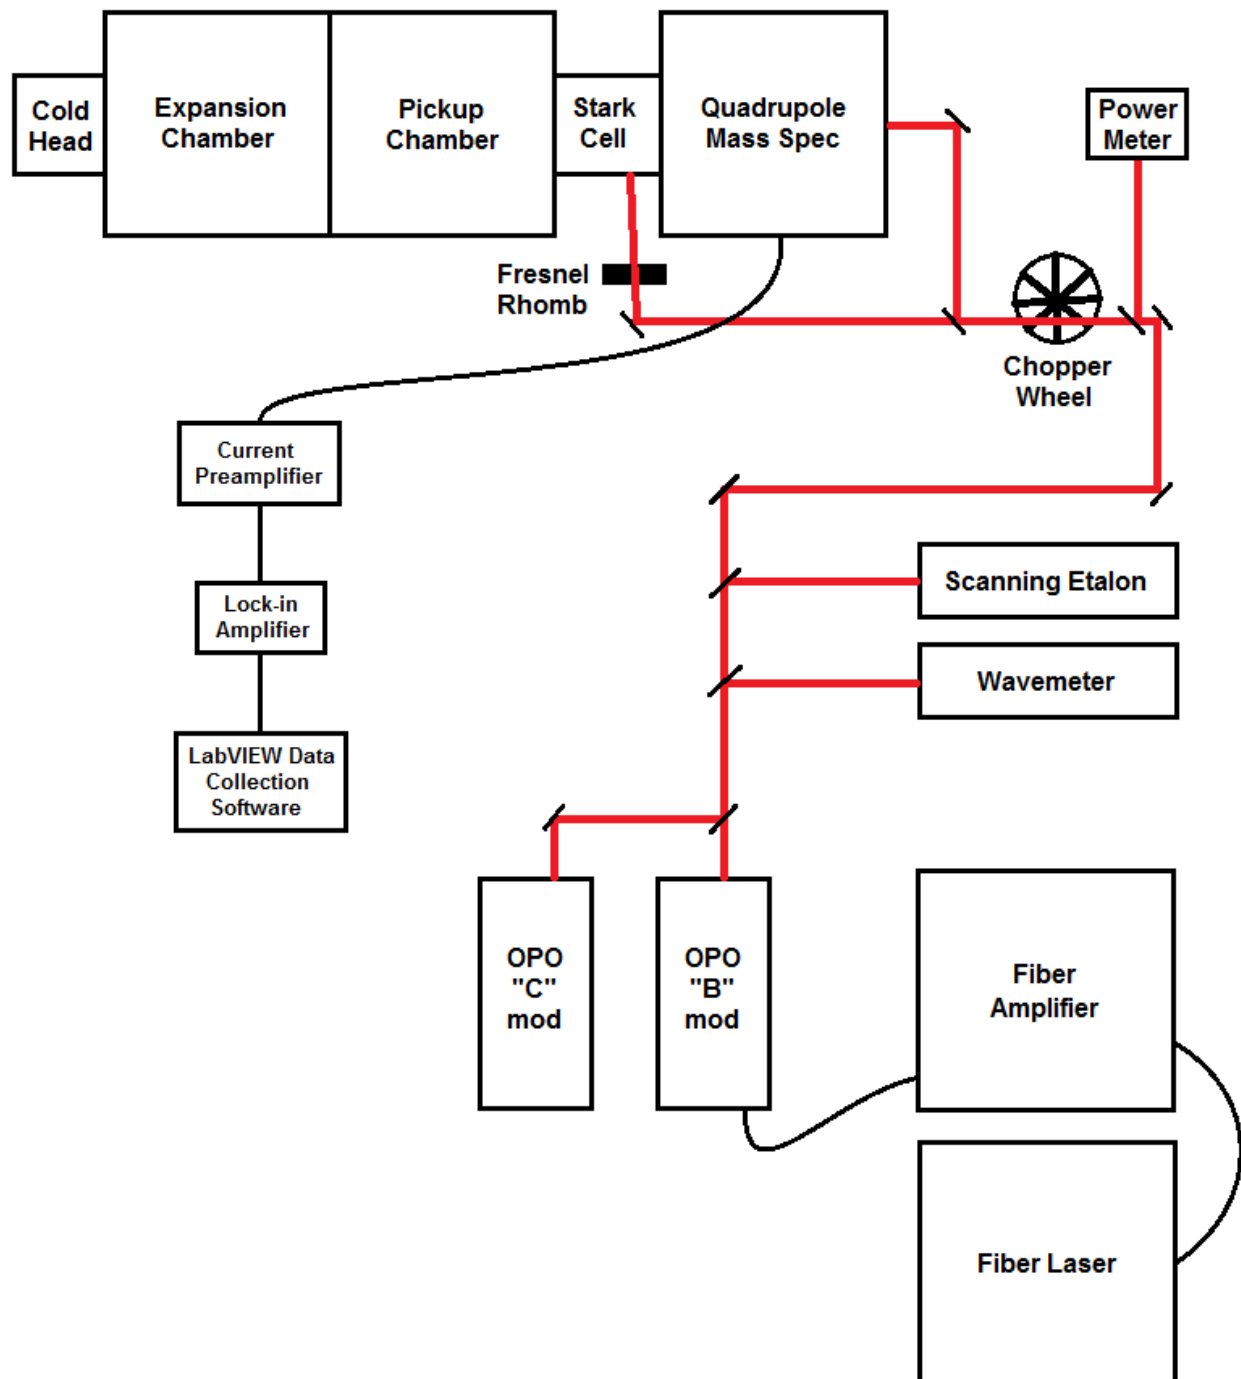 Cold
Head
Expansion
Chamber
Pickup
Chamber
Stark
Cell
Quadrupole
Mass Spec
Power
Meter
Fresnel
Rhomb
Chopper
Wheel
Current
Preamplifier
Scanning Etalon
Lock-in
Amplifier
Wavemeter
LabVIEW Data
Collection
Software
OPO
"C"
mod
OPO
"B"
mod
Fiber
Amplifier
Fiber Laser